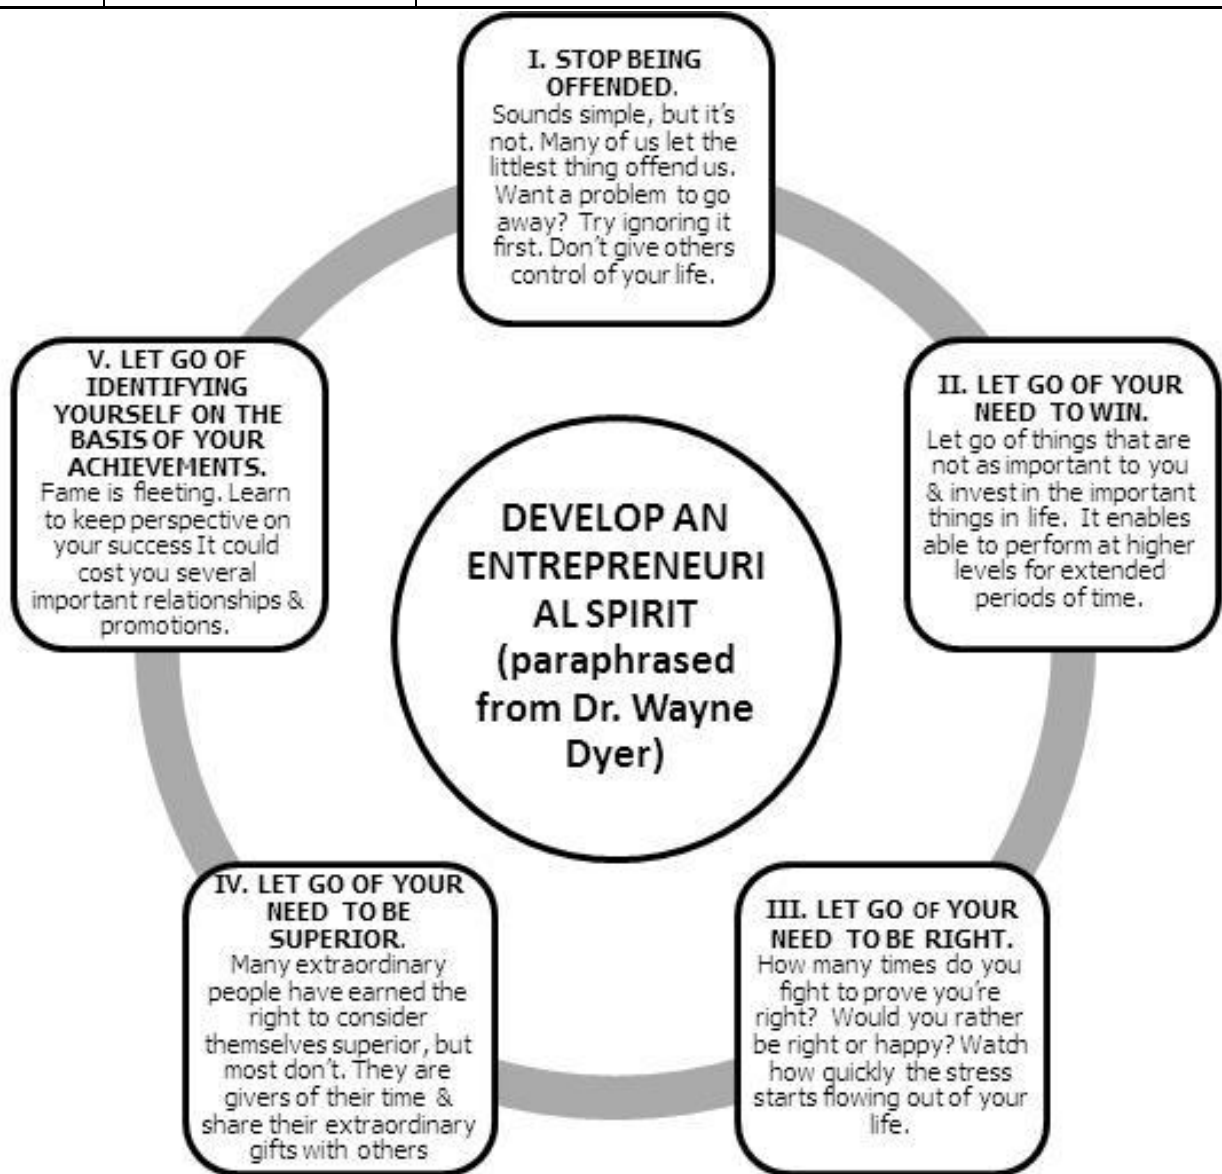 I. STOP BEING
OFFENDED.
Sounds simple, but it's
not. Many of us let the
littlest thing offend us.
Want a problem to go
away? Try ignoring it
first. Don't give others
control of your life.
II. LET GO OF YOUR
NEED TO WIN.
Let go of things that are
not as important to you
& invest in the important
things in life. It enables
able to perform at higher
levels for extended
periods of time.
III. LET GO OF YOUR
NEED TO BE RIGHT.
How many times do you
fight to prove you're
right? Would you rather
be right or happy? Watch
how quickly the stress
starts flowing out of your
life.
IV. LET GO OF YOUR
NEED TO BE
SUPERIOR.
Many extraordinary
people have earned the
right to consider
themselves superior, but
most don't. They are
givers of their time &
share their extraordinary
gifts with others
V. LET GO OF
IDENTIFYING
YOURSELF ON THE
BASIS OF YOUR
ACHIEVEMENTS.
Fame is fleeting. Learn
to keep perspective on
your success It could
cost you several
important relationships &
promotions.
DEVELOP AN
ENTREPRENEURI
AL SPIRIT
(paraphrased
from Dr. Wayne
Dyer)